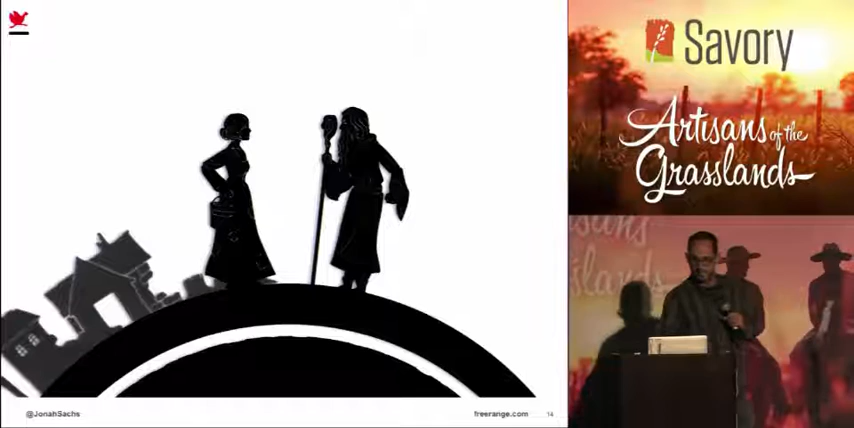 Savory
Artisans of the
Grasslands
@JonahSachs
freerange.com
14